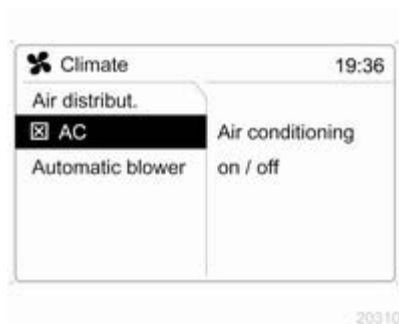 Climate 19:36
Air distribut.
AC Air conditioning
Automatic blower on / off
20310